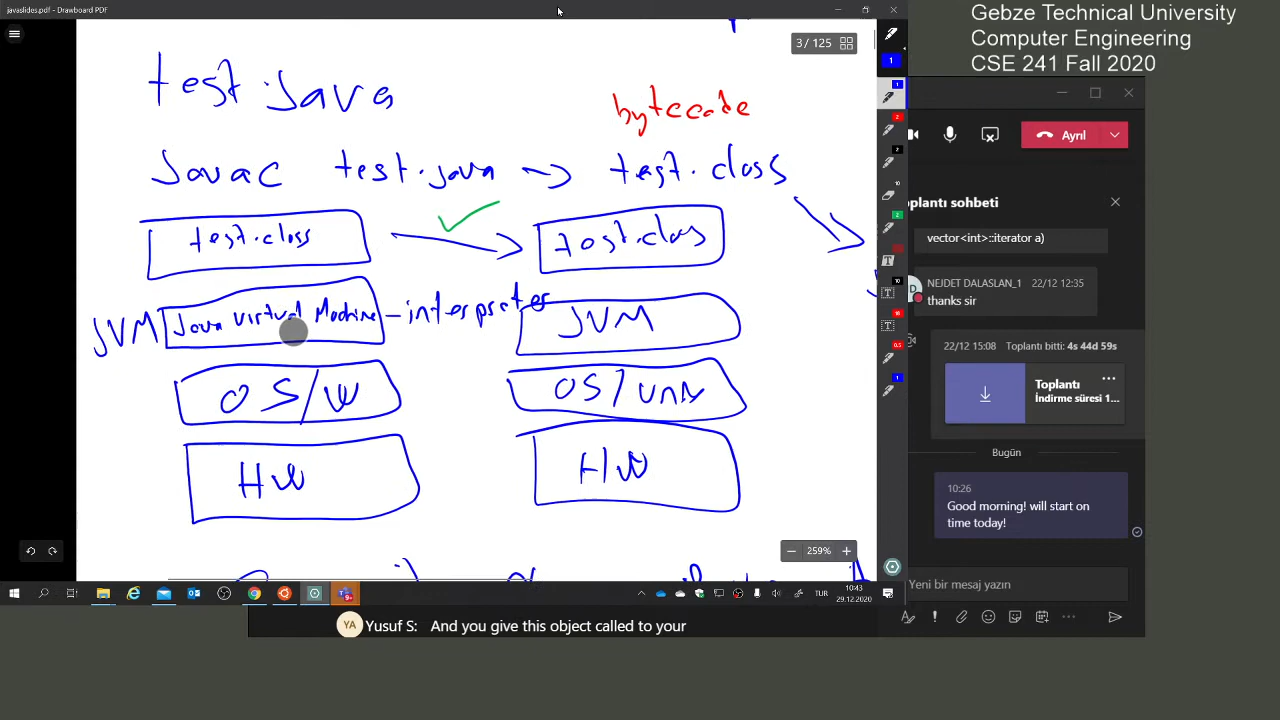 javaslides.pdf - Drawboard PDF
Gebze Technical University
Computer Engineering
CSE 241 Fall 2020
3 / 125
1
test.java
bytecode
Javac test.java → test.class
test.class → test.class
JVM Java Virtual Machine - interpreter
JVM
OS/W
OS/Unix
HW
HW
259%
Ayrıl
Toplantı sohbeti
vector<int>::iterator a)
NEJDET DALASLAN_1 22/12 12:35
thanks sir
22/12 15:08 Toplantı bitti: 4s 44d 59s
Toplantı
İndirme süresi 1...
Bugün
10:26
Good morning! will start on
time today!
Yeni bir mesaj yazın
TUR
10:43
29.12.2020
YA Yusuf S: And you give this object called to your